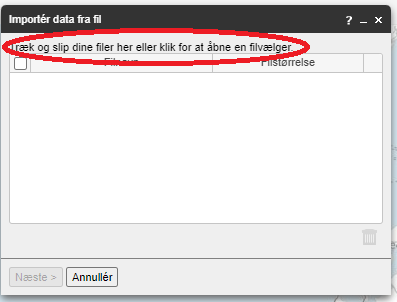 Importér data fra fil ? _ ×
Træk og slip dine filer her eller klik for at åbne en filvælger.
Filnavn Filstørrelse
Næste > Annullér